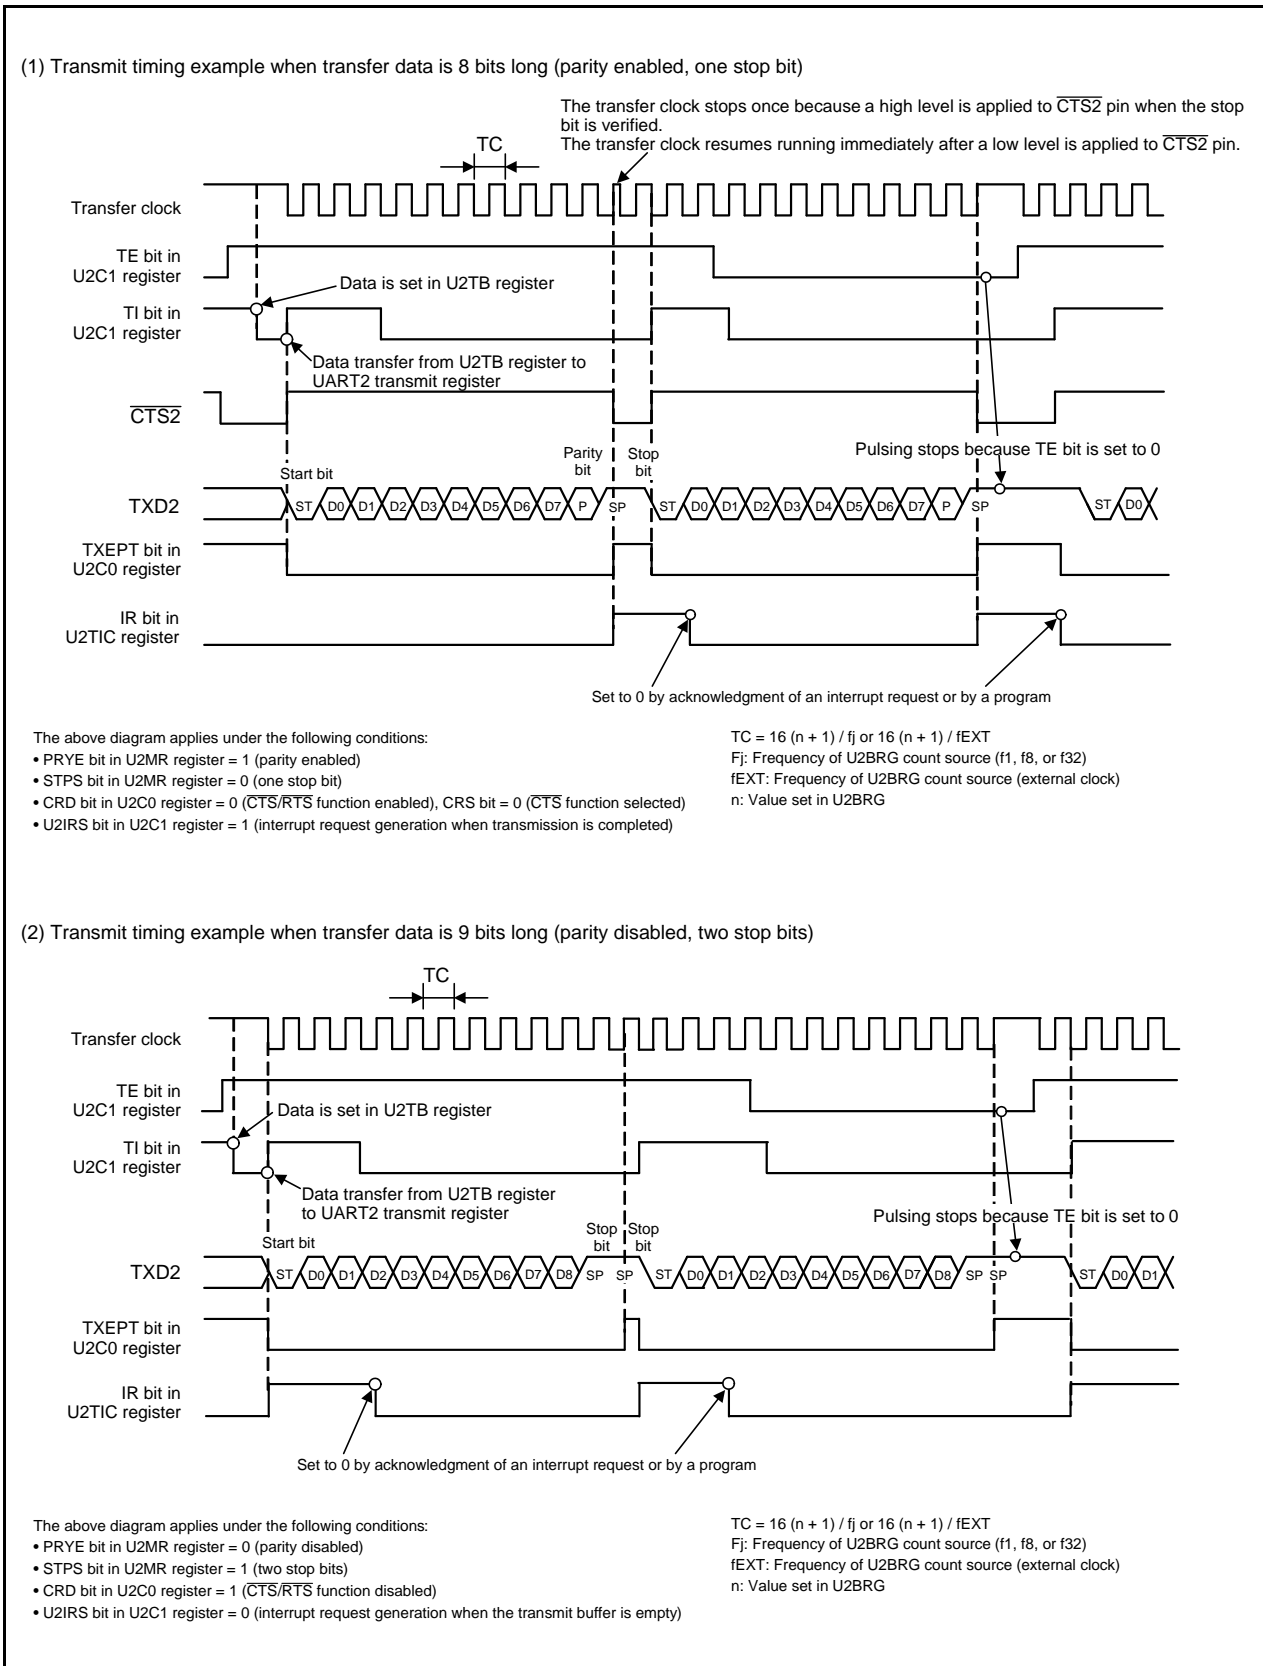 (1) Transmit timing example when transfer data is 8 bits long (parity enabled, one stop bit)
The transfer clock stops once because a high level is applied to CTS2 pin when the stop
bit is verified.
The transfer clock resumes running immediately after a low level is applied to CTS2 pin.
TC
Transfer clock
TE bit in
U2C1 register
Data is set in U2TB register
TI bit in
U2C1 register
Data transfer from U2TB register to
UART2 transmit register
CTS2
Pulsing stops because TE bit is set to 0
Start bit
Parity
bit
Stop
bit
TXD2
ST D0 D1 D2 D3 D4 D5 D6 D7 P SP ST D0 D1 D2 D3 D4 D5 D6 D7 P SP ST D0
TXEPT bit in
U2C0 register
IR bit in
U2TIC register
Set to 0 by acknowledgment of an interrupt request or by a program
The above diagram applies under the following conditions:
• PRYE bit in U2MR register = 1 (parity enabled)
• STPS bit in U2MR register = 0 (one stop bit)
• CRD bit in U2C0 register = 0 (CTS/RTS function enabled), CRS bit = 0 (CTS function selected)
• U2IRS bit in U2C1 register = 1 (interrupt request generation when transmission is completed)
TC = 16 (n + 1) / fj or 16 (n + 1) / fEXT
Fj: Frequency of U2BRG count source (f1, f8, or f32)
fEXT: Frequency of U2BRG count source (external clock)
n: Value set in U2BRG
(2) Transmit timing example when transfer data is 9 bits long (parity disabled, two stop bits)
TC
Transfer clock
TE bit in
U2C1 register
Data is set in U2TB register
TI bit in
U2C1 register
Data transfer from U2TB register
to UART2 transmit register
Pulsing stops because TE bit is set to 0
Start bit
Stop
bit
Stop
bit
TXD2
ST D0 D1 D2 D3 D4 D5 D6 D7 D8 SP SP ST D0 D1 D2 D3 D4 D5 D6 D7 D8 SP SP ST D0 D1
TXEPT bit in
U2C0 register
IR bit in
U2TIC register
Set to 0 by acknowledgment of an interrupt request or by a program
The above diagram applies under the following conditions:
• PRYE bit in U2MR register = 0 (parity disabled)
• STPS bit in U2MR register = 1 (two stop bits)
• CRD bit in U2C0 register = 1 (CTS/RTS function disabled)
• U2IRS bit in U2C1 register = 0 (interrupt request generation when the transmit buffer is empty)
TC = 16 (n + 1) / fj or 16 (n + 1) / fEXT
Fj: Frequency of U2BRG count source (f1, f8, or f32)
fEXT: Frequency of U2BRG count source (external clock)
n: Value set in U2BRG